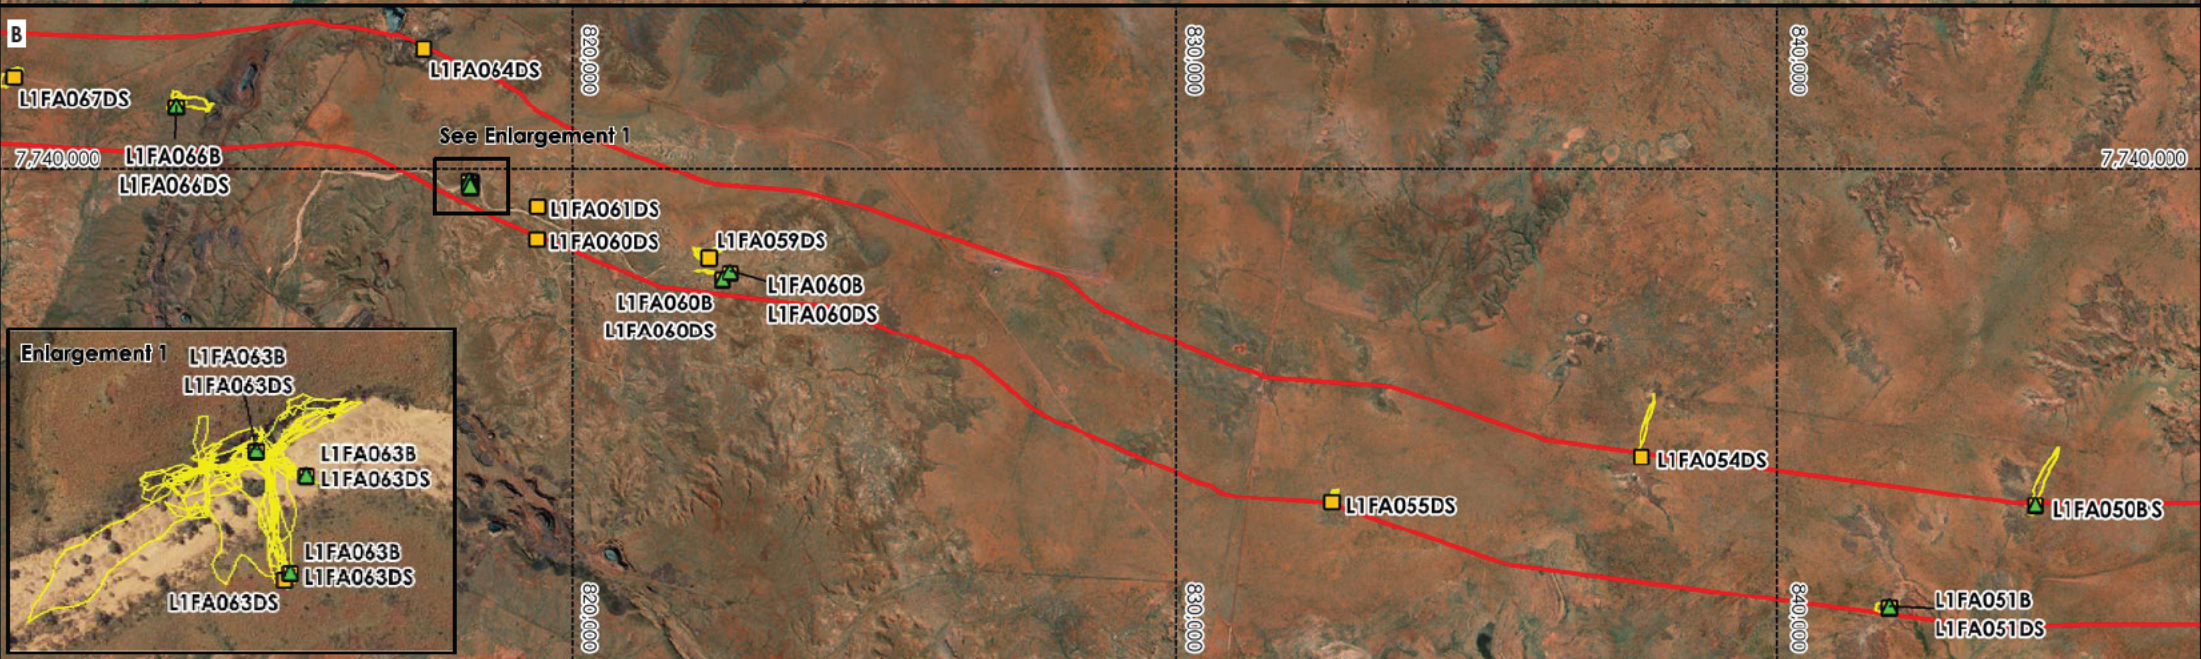 B
820,000
830,000
840,000
L1FA064DS
L1FA067DS
See Enlargement 1
7,740,000
L1FA066B
L1FA066DS
7,740,000
L1FA061DS
L1FA060DS
L1FA059DS
L1FA060B
L1FA060DS
L1FA060B
L1FA060DS
Enlargement 1
L1FA063B
L1FA063DS
L1FA063B
L1FA063DS
L1FA063B
L1FA063DS
L1FA063DS
L1FA054DS
L1FA055DS
L1FA050BS
L1FA051B
L1FA051DS
820,000
830,000
840,000